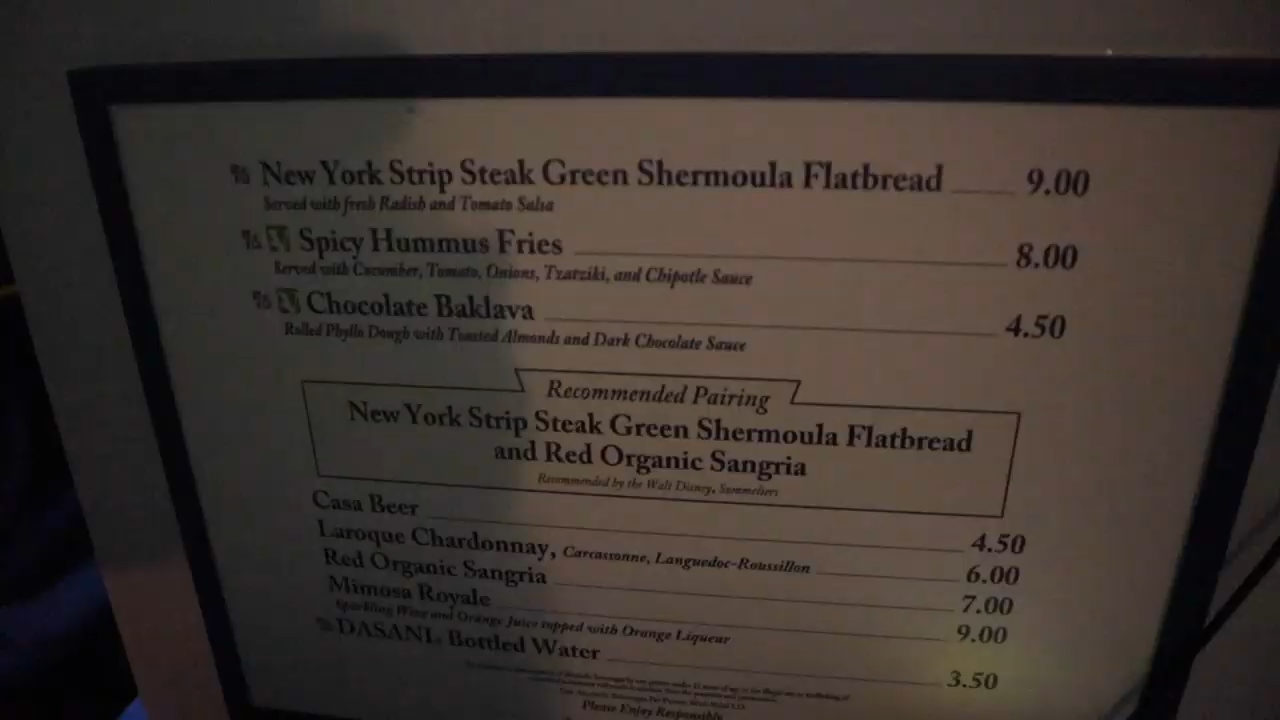 New York Strip Steak Green Shermoula Flatbread 9.00
Served with fresh Radish and Tomato Salsa
Spicy Hummus Fries 8.00
Served with Cucumber, Tomato, Onions, Tzatziki, and Chipotle Sauce
Chocolate Baklava 4.50
Rolled Phyllo Dough with Toasted Almonds and Dark Chocolate Sauce
Recommended Pairing
New York Strip Steak Green Shermoula Flatbread
and Red Organic Sangria
Recommended by the Walt Disney, Sommeliers
Casa Beer 4.50
Laroque Chardonnay, Carcassonne, Languedoc-Roussillon 6.00
Red Organic Sangria 7.00
Mimosa Royale 9.00
Sparkling Wine and Orange Juice topped with Orange Liqueur
DASANI® Bottled Water 3.50
Please Enjoy Responsibly